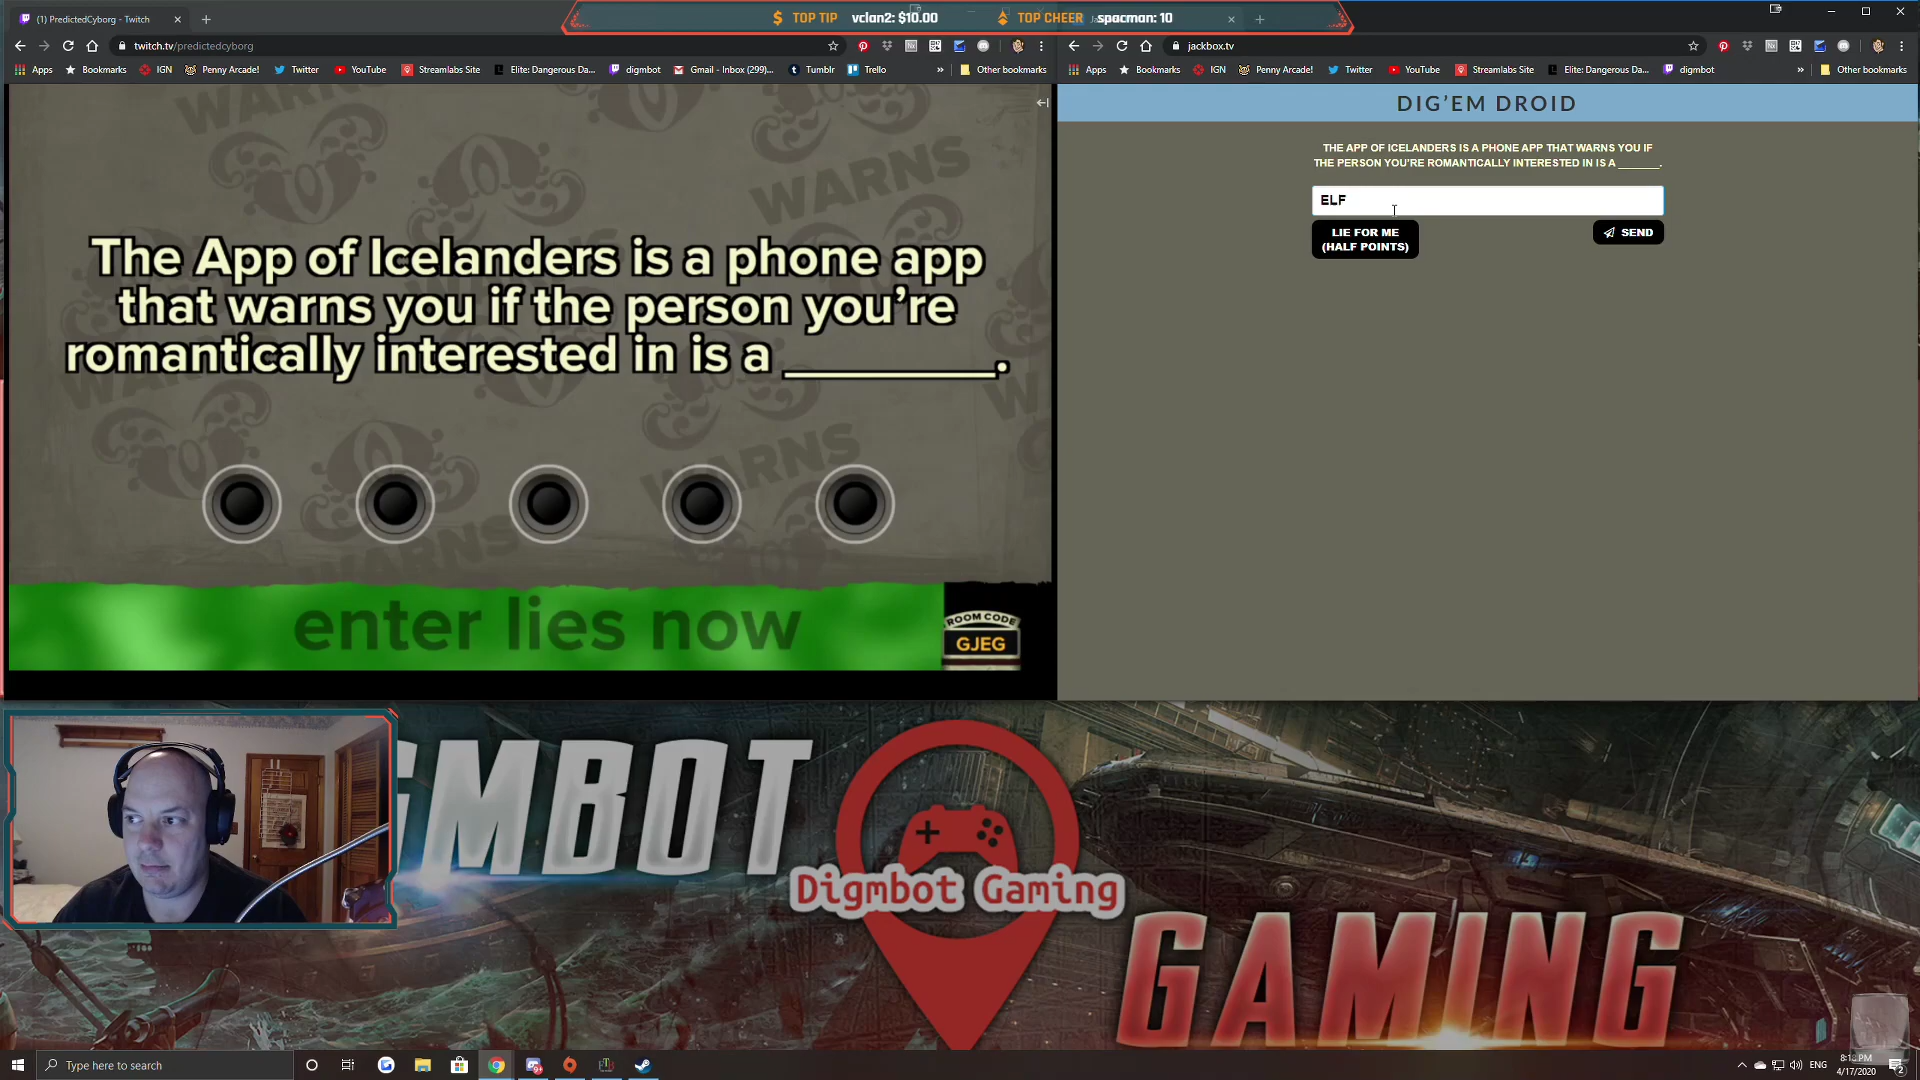 (1) PredictedCyborg - Twitch
TOP TIP vclan2: $10.00 TOP CHEER spacman: 10
twitch.tv/predictedcyborg
jackbox.tv
Apps Bookmarks IGN Penny Arcade! Twitter YouTube Streamlabs Site Elite: Dangerous Da... digmbot Gmail - Inbox (299)... Tumblr Trello » Other bookmarks
Apps Bookmarks IGN Penny Arcade! Twitter YouTube Streamlabs Site Elite: Dangerous Da... digmbot » Other bookmarks
WARNS
WARNS
WARNS
WARNS
The App of Icelanders is a phone app
that warns you if the person you're
romantically interested in is a ________.
enter lies now
ROOM CODE
GJEG
DIG'EM DROID
THE APP OF ICELANDERS IS A PHONE APP THAT WARNS YOU IF
THE PERSON YOU'RE ROMANTICALLY INTERESTED IN IS A ______.
ELF
LIE FOR ME
(HALF POINTS)
SEND
GMBOT
Digmbot Gaming
GAMING
Type here to search
ENG
4/17/2020
2